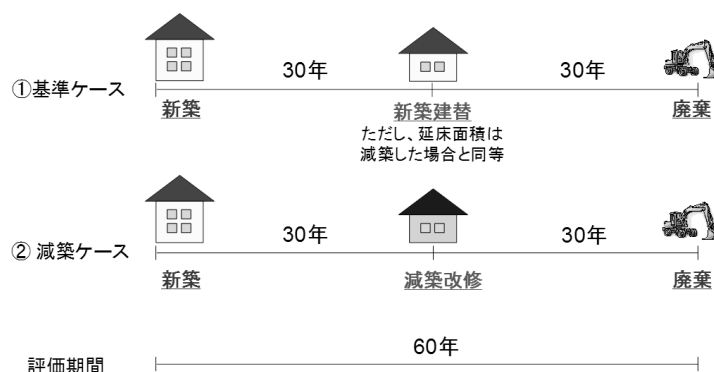 30年
30年
①基準ケース
新築
新築建替
廃棄
ただし、延床面積は
減築した場合と同等
30年
30年
② 減築ケース
新築
減築改修
廃棄
60年
評価期間